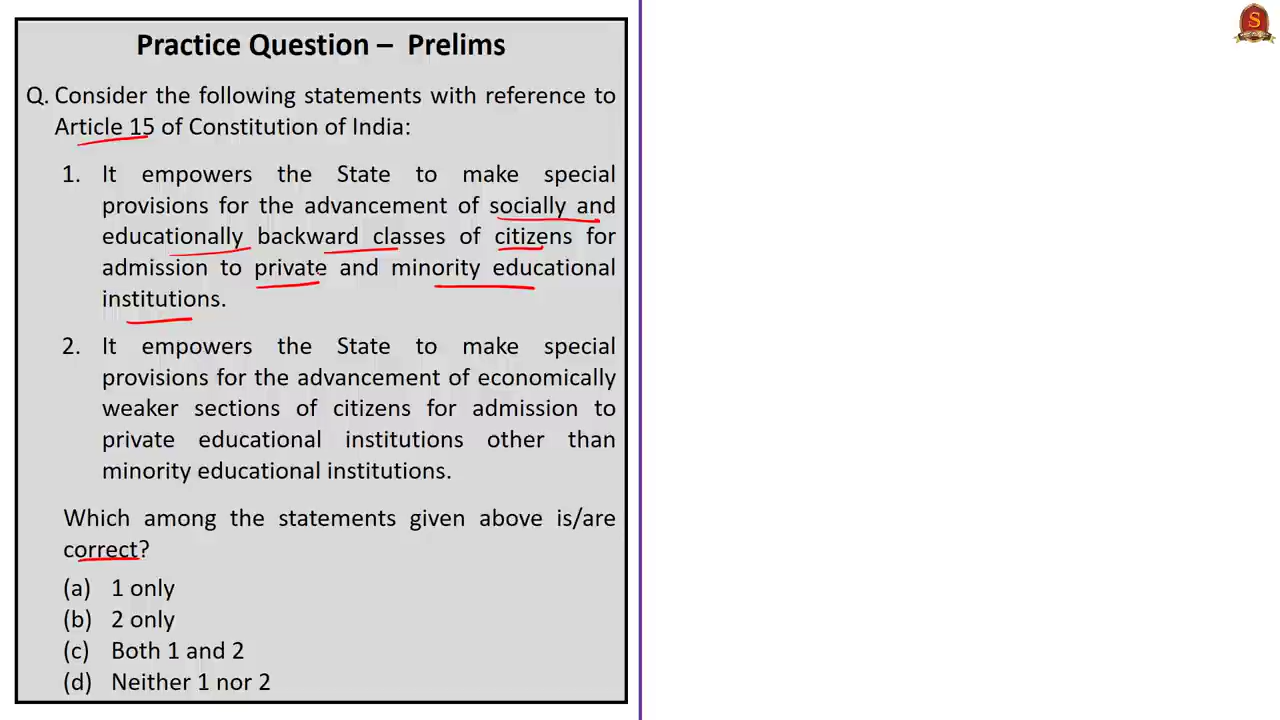 Practice Question – Prelims
Q. Consider the following statements with reference to
Article 15 of Constitution of India:
1. It empowers the State to make special
provisions for the advancement of socially and
educationally backward classes of citizens for
admission to private and minority educational
institutions.
2. It empowers the State to make special
provisions for the advancement of economically
weaker sections of citizens for admission to
private educational institutions other than
minority educational institutions.
Which among the statements given above is/are
correct?
(a) 1 only
(b) 2 only
(c) Both 1 and 2
(d) Neither 1 nor 2
S